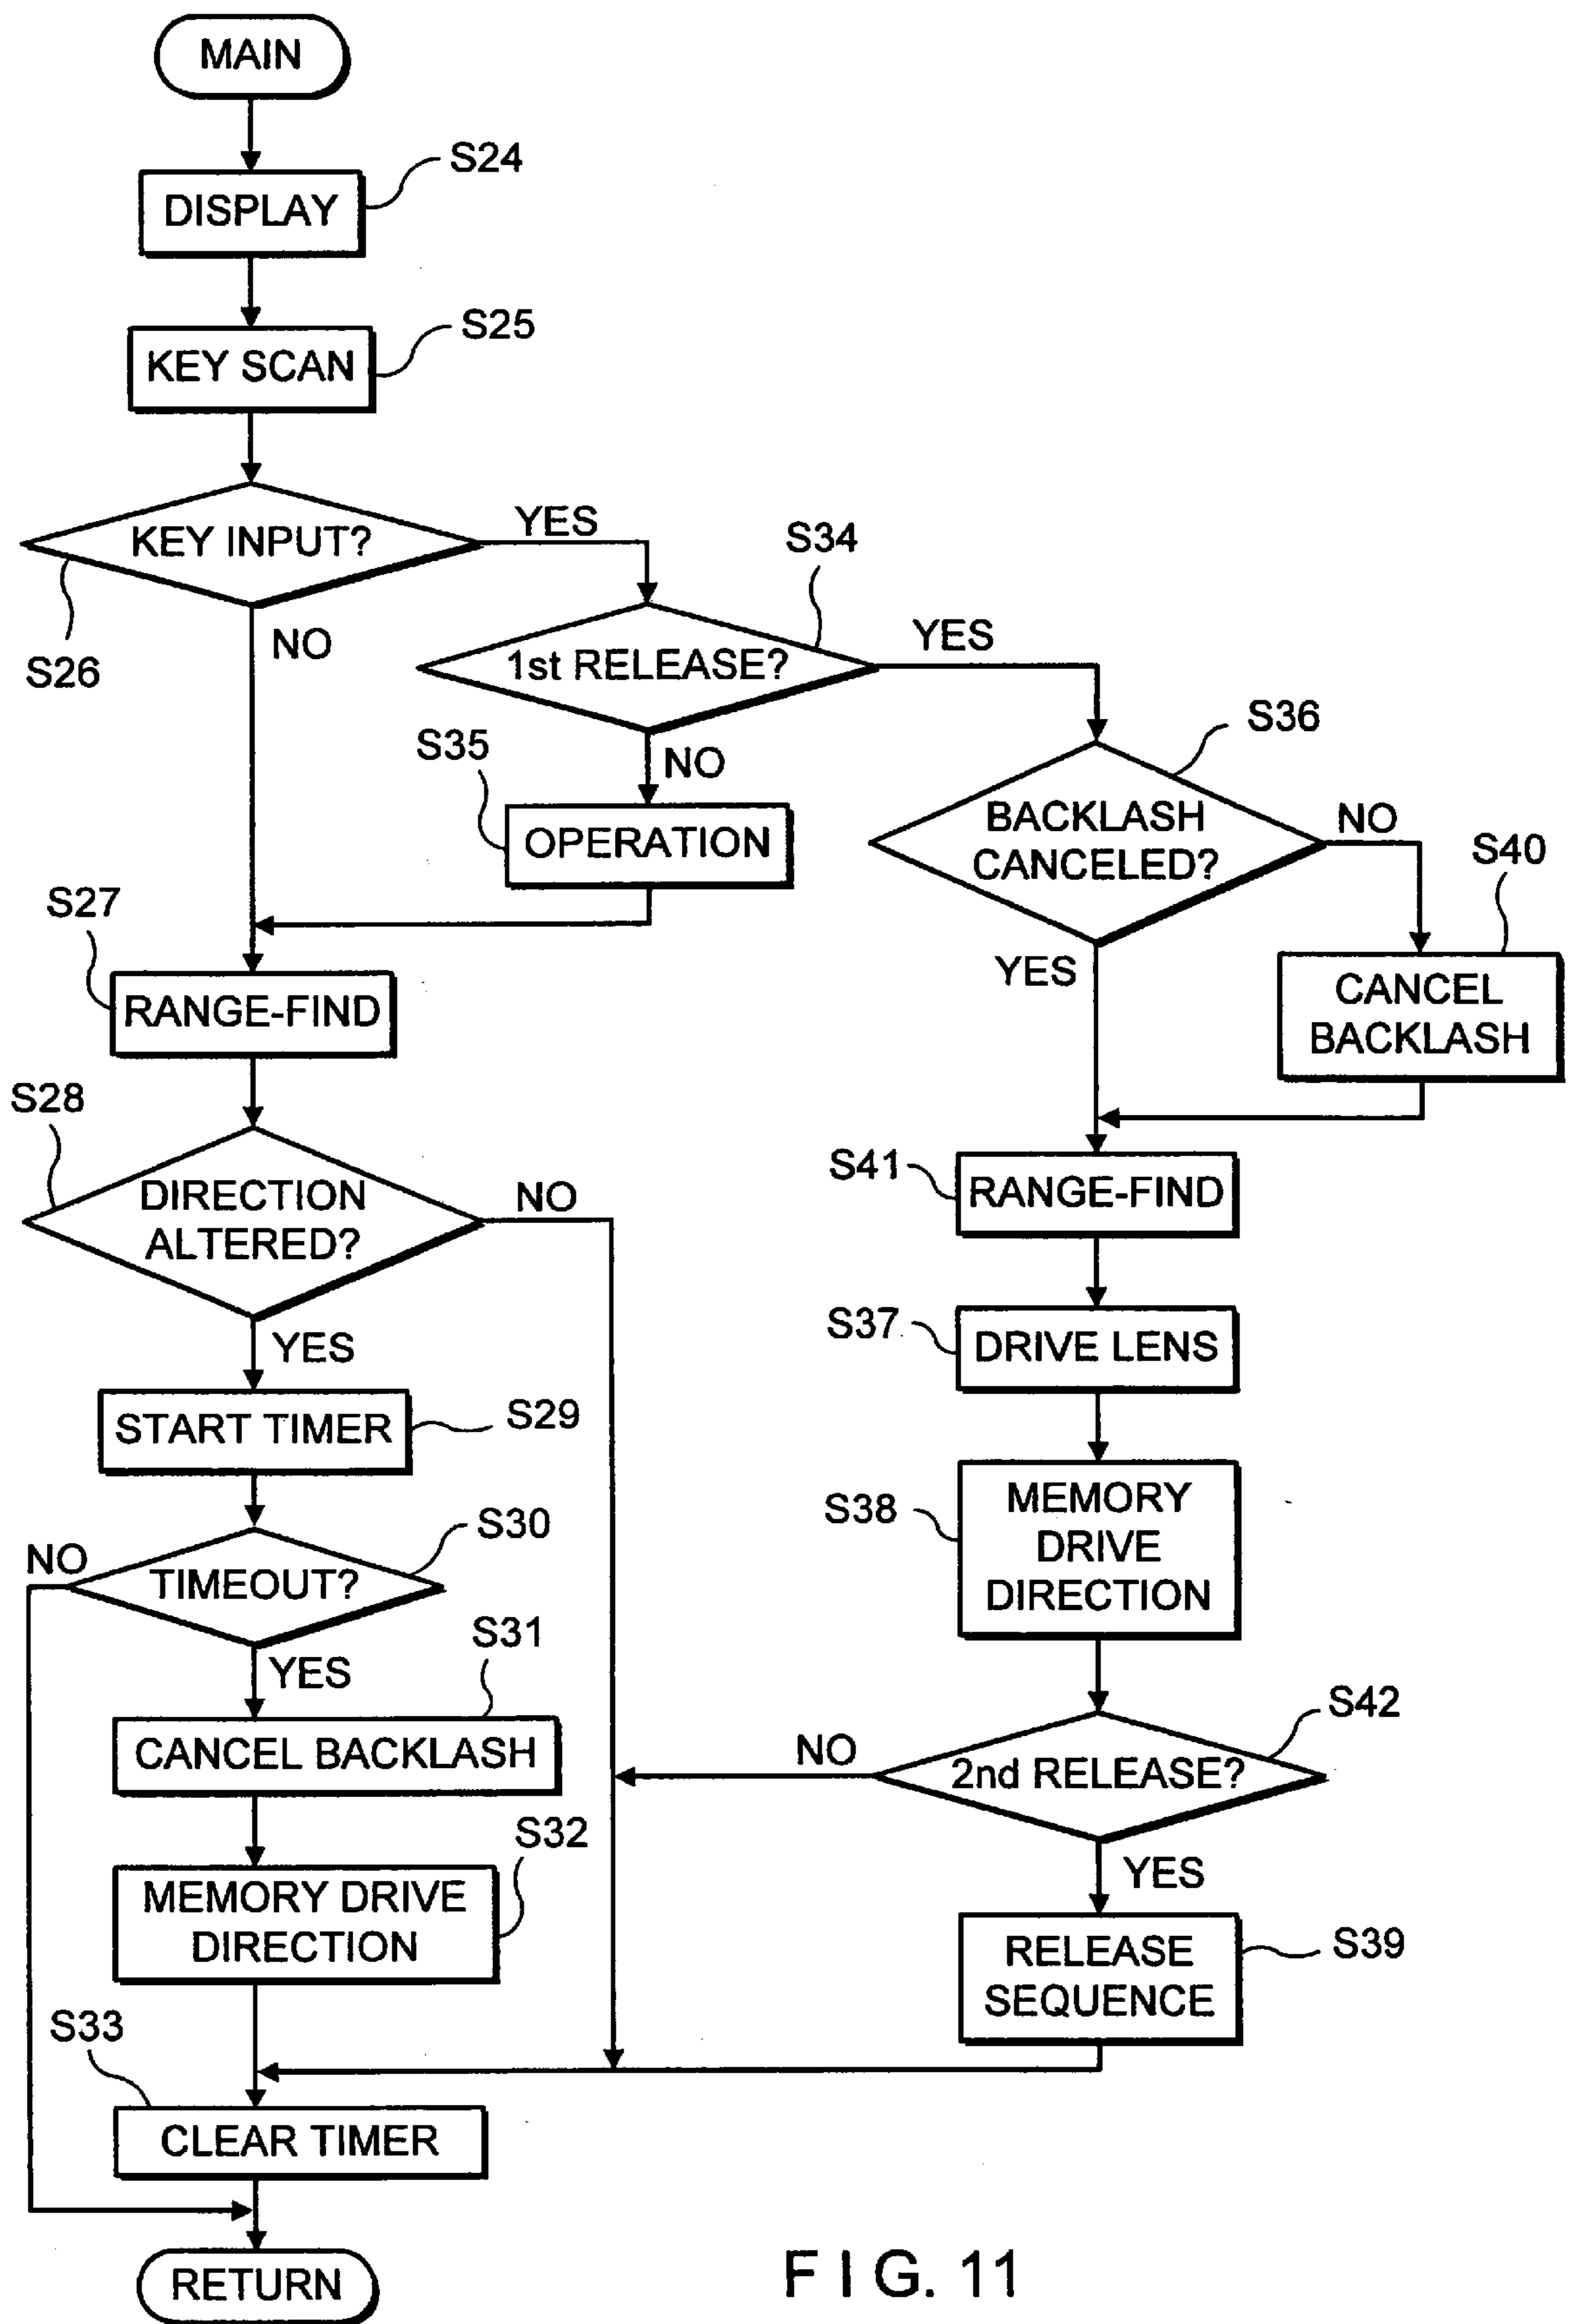 MAIN
S24
DISPLAY
S25
KEY SCAN
YES
KEY INPUT?
S34
S26
NO
1st RELEASE?
YES
S36
S35
NO
OPERATION
BACKLASH
CANCELED?
NO
S40
S27
YES
CANCEL
BACKLASH
RANGE-FIND
S28
S41
RANGE-FIND
DIRECTION
ALTERED?
NO
S37
DRIVE LENS
YES
START TIMER
S29
S38
MEMORY
DRIVE
DIRECTION
S30
NO
TIMEOUT?
S31
YES
S42
CANCEL BACKLASH
NO
2nd RELEASE?
S32
YES
MEMORY DRIVE
DIRECTION
RELEASE
SEQUENCE
S39
S33
CLEAR TIMER
RETURN
F I G. 11